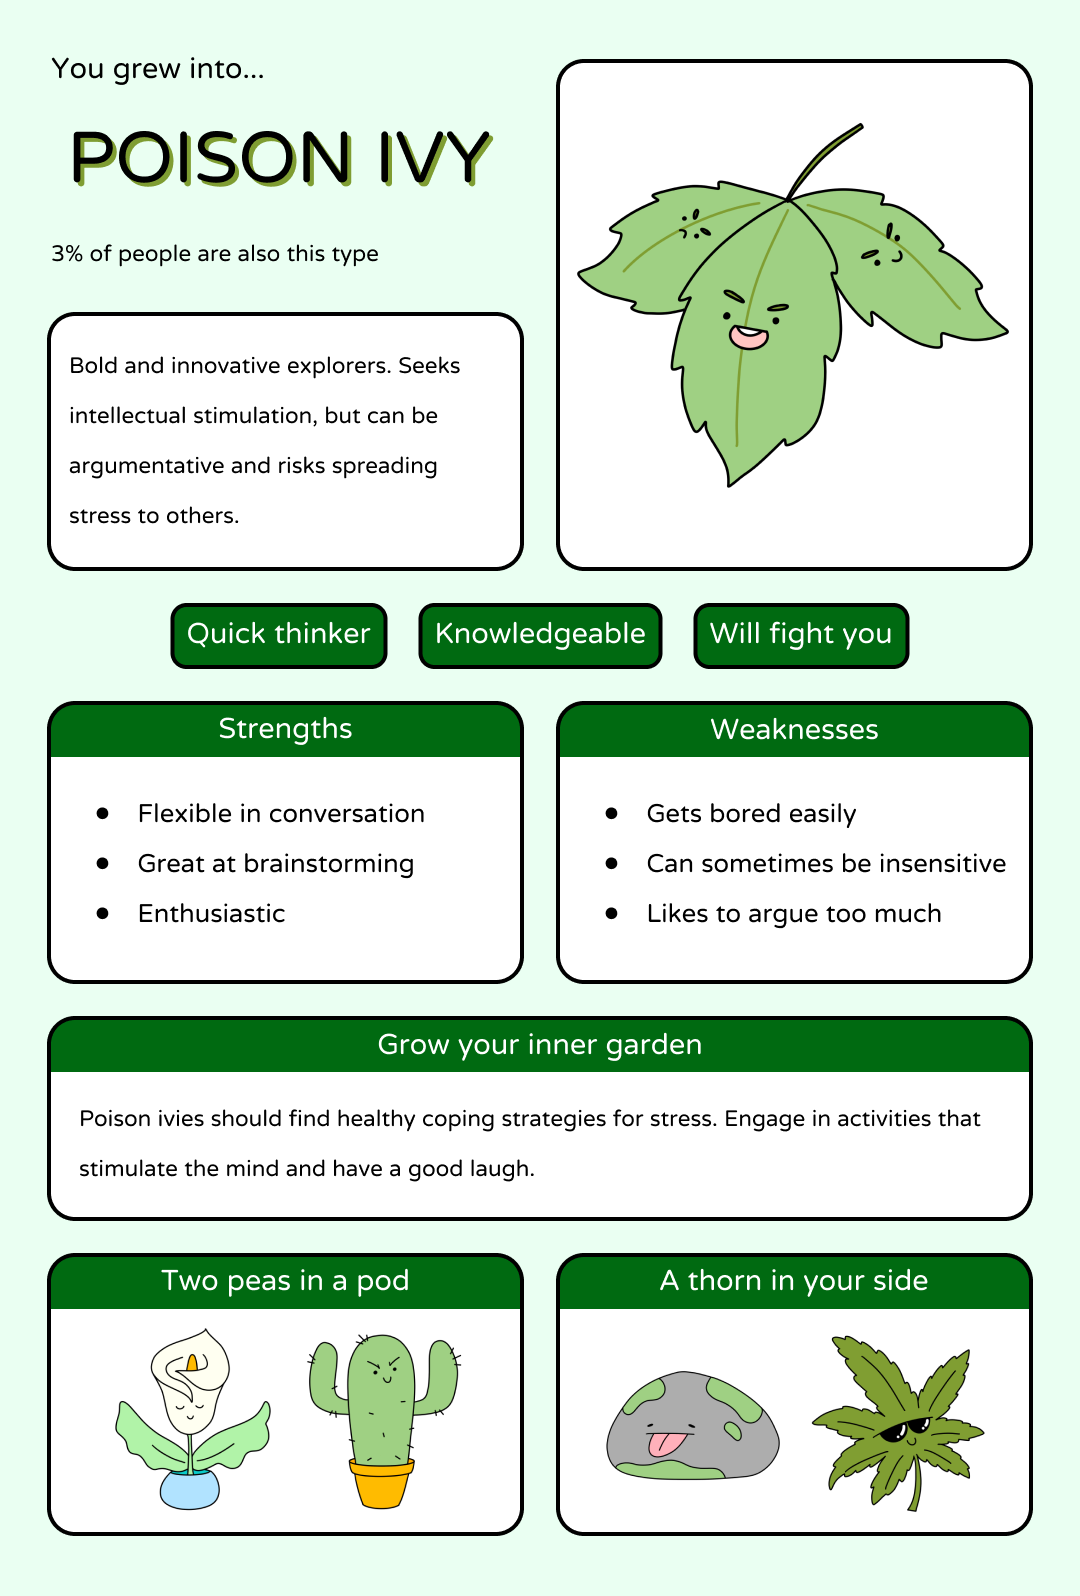 You grew into...
POISON IVY
3% of people are also this type
Bold and innovative explorers. Seeks
intellectual stimulation, but can be
argumentative and risks spreading
stress to others.
Quick thinker
Knowledgeable
Will fight you
Strengths
• Flexible in conversation
• Great at brainstorming
• Enthusiastic
Weaknesses
• Gets bored easily
• Can sometimes be insensitive
• Likes to argue too much
Grow your inner garden
Poison ivies should find healthy coping strategies for stress. Engage in activities that
stimulate the mind and have a good laugh.
Two peas in a pod
A thorn in your side